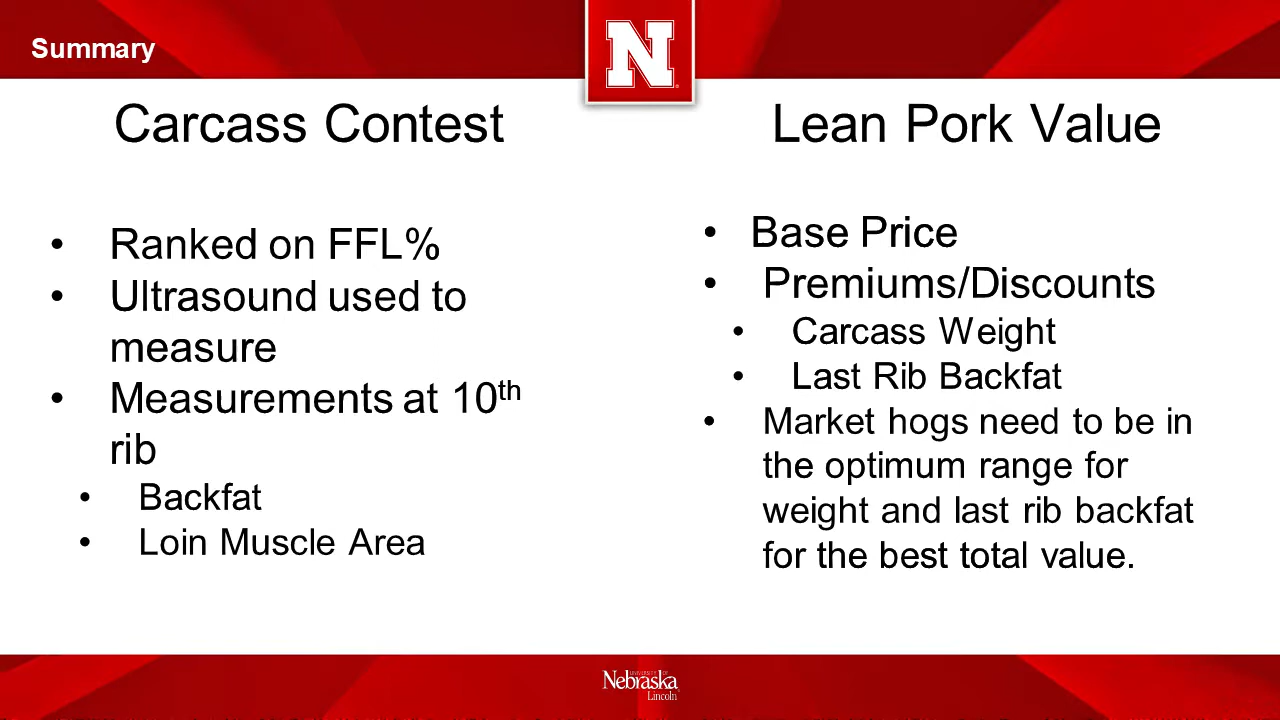 Summary
N
Carcass Contest
• Ranked on FFL%
• Ultrasound used to
measure
• Measurements at 10th
rib
• Backfat
• Loin Muscle Area
Lean Pork Value
• Base Price
• Premiums/Discounts
• Carcass Weight
• Last Rib Backfat
• Market hogs need to be in
the optimum range for
weight and last rib backfat
for the best total value.
UNIVERSITY OF
Nebraska
Lincoln